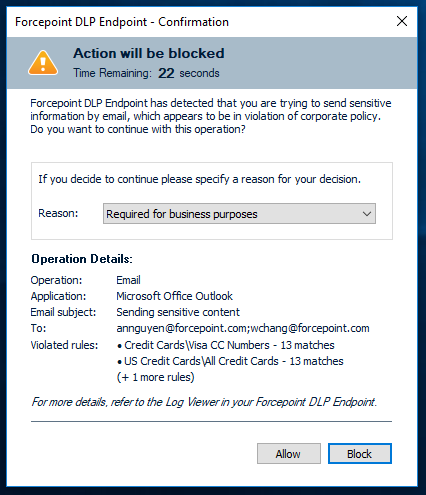 Forcepoint DLP Endpoint - Confirmation
Action will be blocked
Time Remaining: 22 seconds
Forcepoint DLP Endpoint has detected that you are trying to send sensitive
information by email, which appears to be in violation of corporate policy.
Do you want to continue with this operation?
If you decide to continue please specify a reason for your decision.
Reason: Required for business purposes
Operation Details:
Operation: Email
Application: Microsoft Office Outlook
Email subject: Sending sensitive content
To: annguyen@forcepoint.com;wchang@forcepoint.com
Violated rules: • Credit Cards\Visa CC Numbers - 13 matches
• US Credit Cards\All Credit Cards - 13 matches
(+ 1 more rules)
For more details, refer to the Log Viewer in your Forcepoint DLP Endpoint.
Allow Block